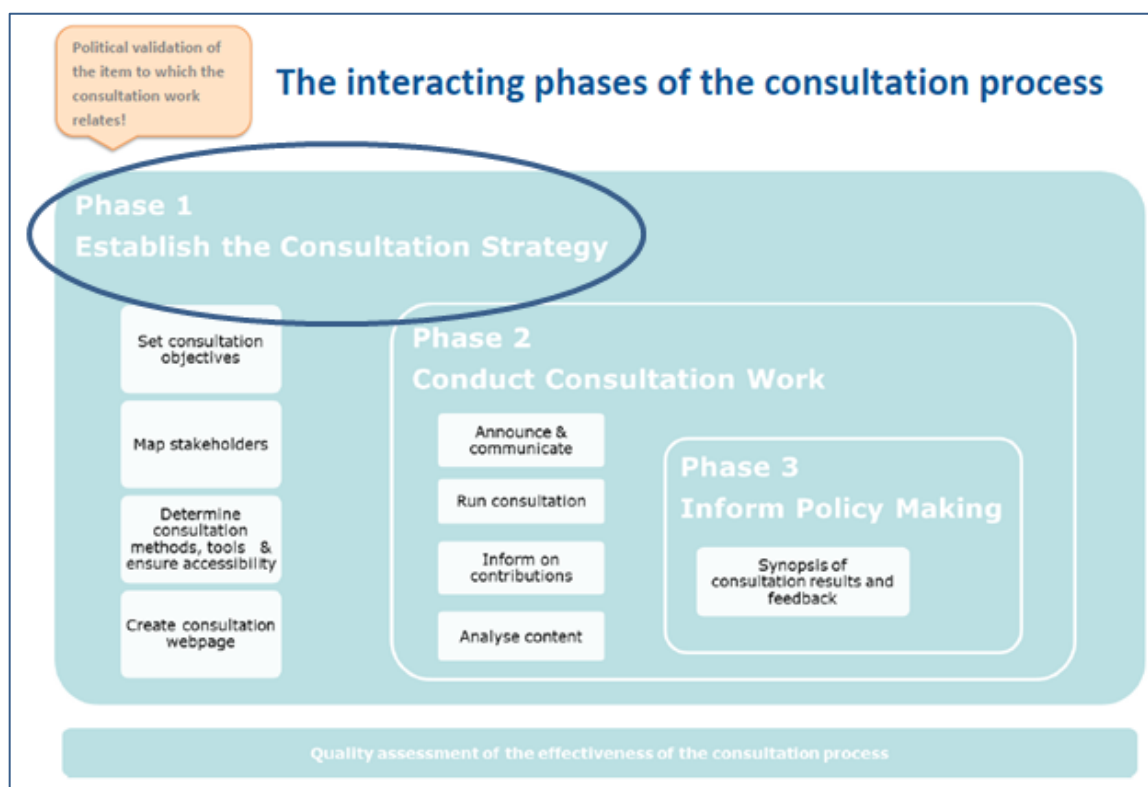 Political validation of
the item to which the
consultation work
relates!
The interacting phases of the consultation process
Phase 1
Establish the Consultation Strategy
Set consultation
objectives
Map stakeholders
Determine
consultation
methods, tools &
ensure accessibility
Create consultation
webpage
Phase 2
Conduct Consultation Work
Announce &
communicate
Run consultation
Inform on
contributions
Analyse content
Phase 3
Inform Policy Making
Synopsis of
consultation results and
feedback
Quality assessment of the effectiveness of the consultation process